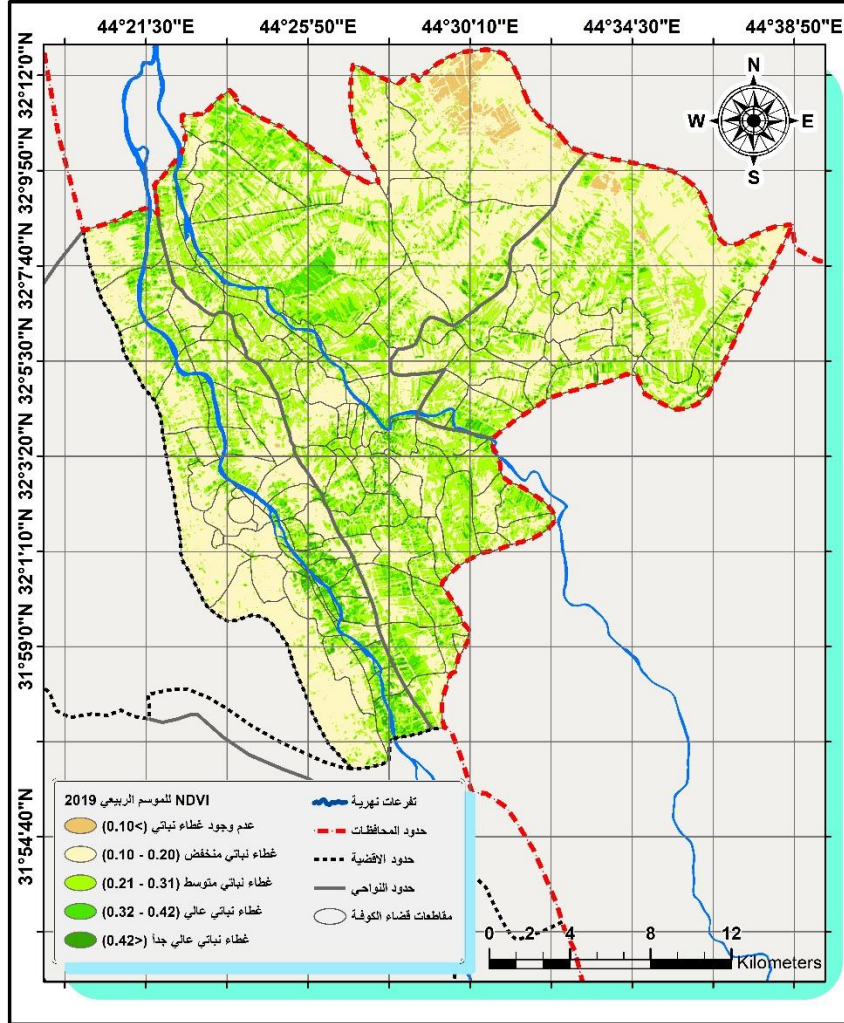 44°21'30"E 44°25'50"E 44°30'10"E 44°34'30"E 44°38'50"E
32°12'0"N
32°9'50"N
32°7'40"N
32°5'30"N
32°3'20"N
32°1'10"N
31°59'0"N
31°54'40"N
N
W E
S
NDVI للموسم الربيعي 2019
عدم وجود غطاء نباتي (<0.10)
غطاء نباتي منخفض (0.20 - 0.10)
غطاء نباتي متوسط (0.31 - 0.21)
غطاء نباتي عالي (0.42 - 0.32)
غطاء نباتي عالي جداً (>0.42)
تفرعات نهرية
حدود المحافظات
حدود الاقضية
حدود النواحي
مقاطعات قضاء الكوفة
0 2 4 8 12
Kilometers